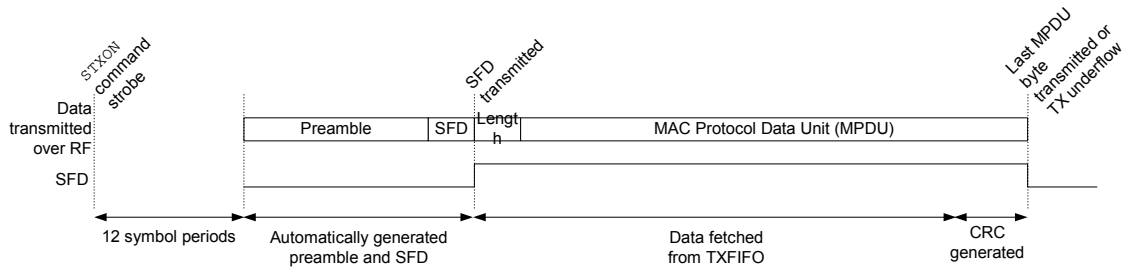 STXON
command
strobe
SFD
transmitted
Last MPDU
byte
transmitted or
TX underflow
Data
transmitted
over RF
Preamble
SFD
Lengt
h
MAC Protocol Data Unit (MPDU)
SFD
12 symbol periods
Automatically generated
preamble and SFD
Data fetched
from TXFIFO
CRC
generated